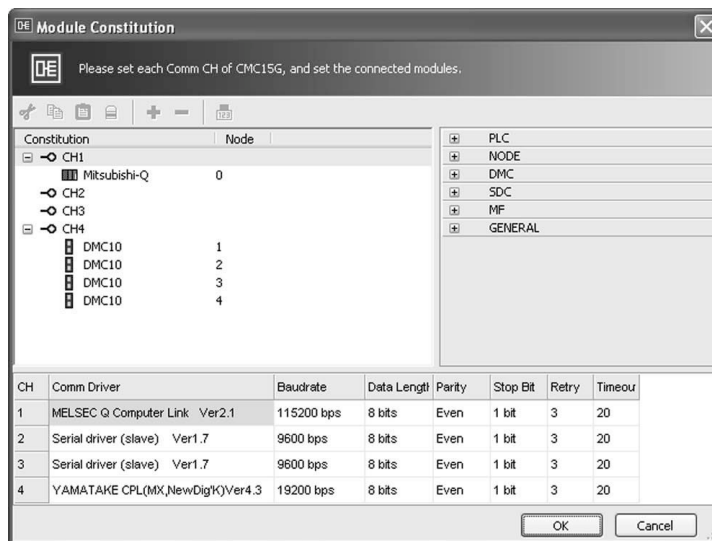 Module Constitution
Please set each Comm CH of CMC15G, and set the connected modules.
123
Constitution Node
CH1
Mitsubishi-Q 0
CH2
CH3
CH4
DMC10 1
DMC10 2
DMC10 3
DMC10 4
PLC
NODE
DMC
SDC
MF
GENERAL
CH Comm Driver Baudrate Data Length Parity Stop Bit Retry Timeou
1 MELSEC Q Computer Link Ver2.1 115200 bps 8 bits Even 1 bit 3 20
2 Serial driver (slave) Ver1.7 9600 bps 8 bits Even 1 bit 3 20
3 Serial driver (slave) Ver1.7 9600 bps 8 bits Even 1 bit 3 20
4 YAMATAKE CPL(MX,NewDig'K)Ver4.3 19200 bps 8 bits Even 1 bit 3 20
OK Cancel